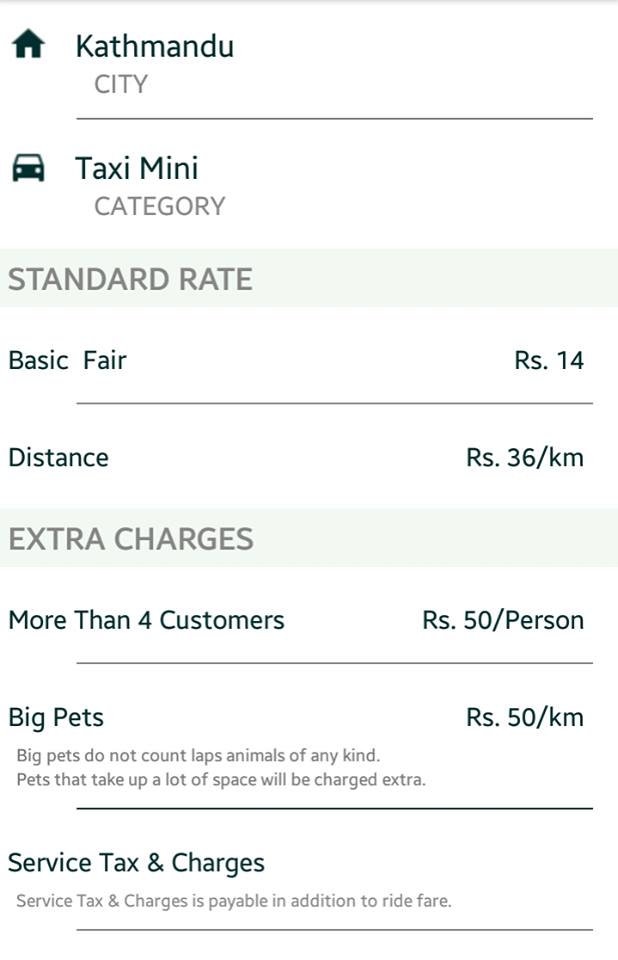 Kathmandu
CITY
Taxi Mini
CATEGORY
STANDARD RATE
Basic  Fair Rs. 14
Distance Rs. 36/km
EXTRA CHARGES
More Than 4 Customers Rs. 50/Person
Big Pets Rs. 50/km
Big pets do not count laps animals of any kind.
Pets that take up a lot of space will be charged extra.
Service Tax & Charges
Service Tax & Charges is payable in addition to ride fare.